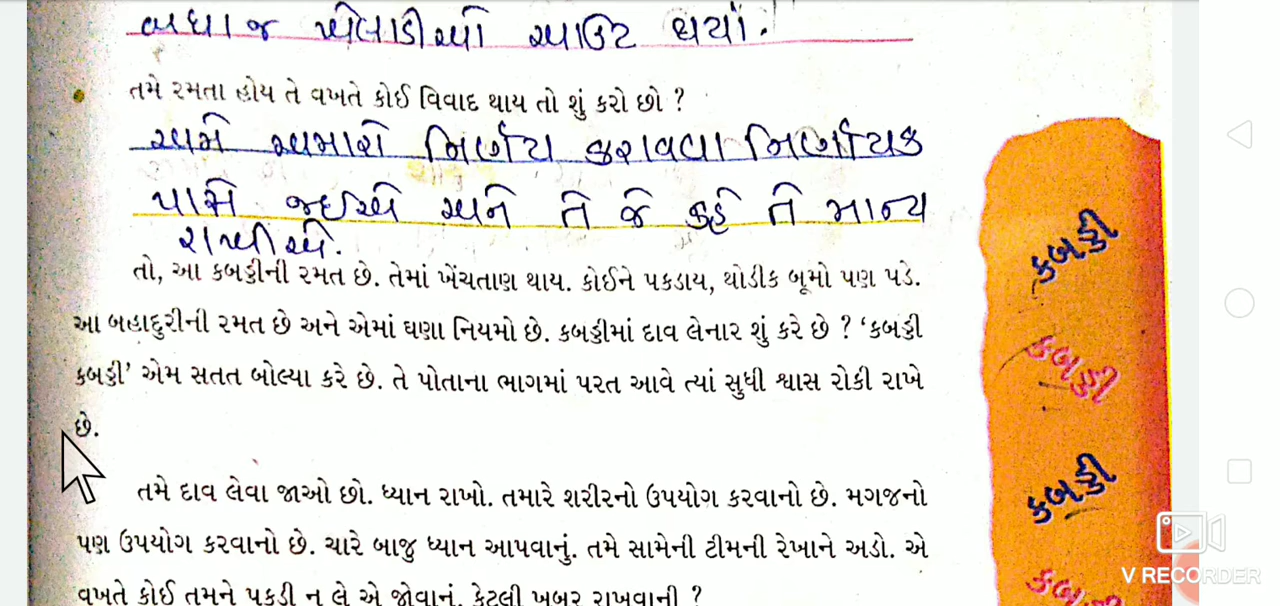 બધા જ ખેલાડીઓ આઉટ થયાં.
તમે રમતા હોય તે વખતે કોઈ વિવાદ થાય તો શું કરો છો ?
અમે અમારો નિર્ણય કરાવવા નિર્ણાયક
પાસે જઈએ અને તે જે કહે તે માન્ય
રાખીએ.
તો, આ કબડ્ડીની રમત છે. તેમાં ખેંચતાણ થાય. કોઈને પકડાય, થોડીક બૂમો પણ પડે.
આ બહાદુરીની રમત છે અને એમાં ઘણા નિયમો છે. કબડ્ડીમાં દાવ લેનાર શું કરે છે ? ‘કબડ્ડી
કબડ્ડી’ એમ સતત બોલ્યા કરે છે. તે પોતાના ભાગમાં પરત આવે ત્યાં સુધી શ્વાસ રોકી રાખે
છે.
તમે દાવ લેવા જાઓ છો. ધ્યાન રાખો. તમારે શરીરનો ઉપયોગ કરવાનો છે. મગજનો
પણ ઉપયોગ કરવાનો છે. ચારે બાજુ ધ્યાન આપવાનું. તમે સામેની ટીમની રેખાને અડો. એ
વખતે કોઈ તમને પકડી ન લે એ જોવાનું. કેટલી ખબર રાખવાની ?
કબડ્ડી
કબડ્ડી
કબડ્ડી
કબડ્ડી
V RECORDER